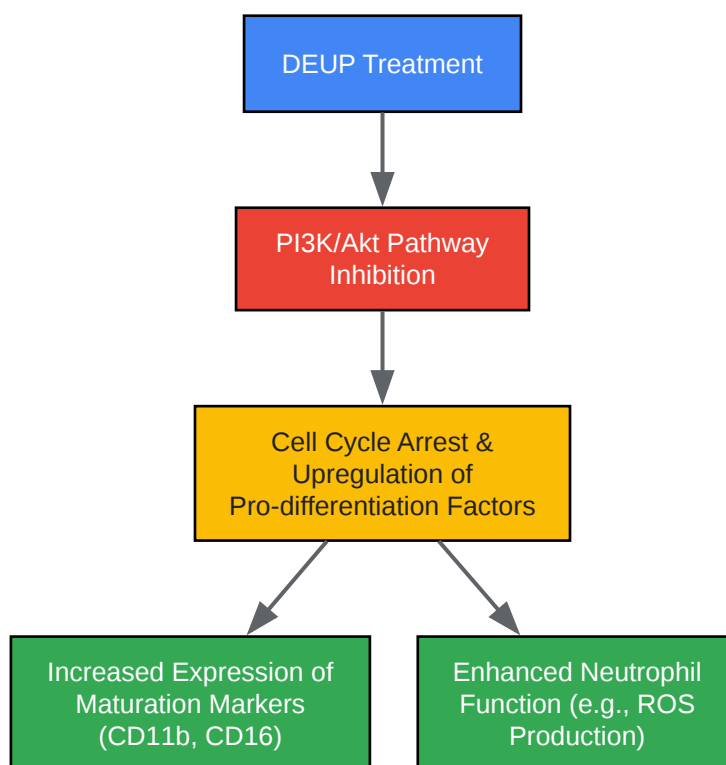 DEUP Treatment
PI3K/Akt Pathway
Inhibition
Cell Cycle Arrest &
Upregulation of
Pro-differentiation Factors
Increased Expression of
Maturation Markers
(CD11b, CD16)
Enhanced Neutrophil
Function (e.g., ROS
Production)